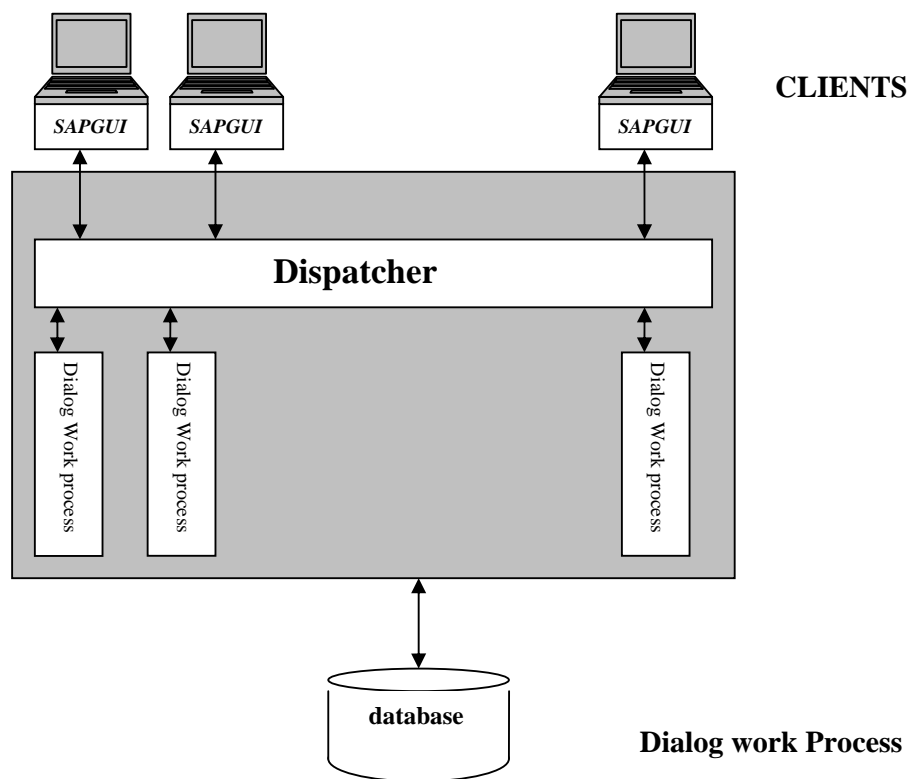 CLIENTS
SAPGUI
SAPGUI
SAPGUI
Dispatcher
Dialog Work process
Dialog Work process
Dialog Work process
database
Dialog work Process